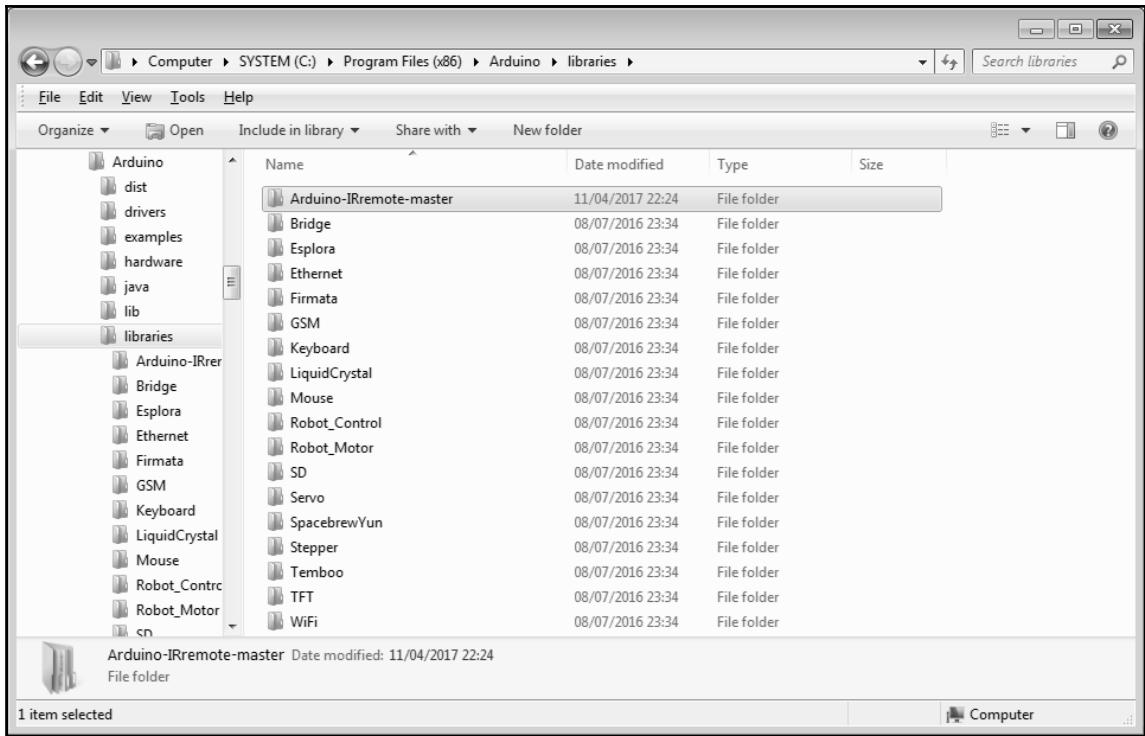 Computer SYSTEM (C:) Program Files (x86) Arduino libraries Search libraries
File Edit View Tools Help
Organize Open Include in library Share with New folder
Arduino
dist
drivers
examples
hardware
java
lib
libraries
Arduino-IRrer
Bridge
Esplora
Ethernet
Firmata
GSM
Keyboard
LiquidCrystal
Mouse
Robot_Contrc
Robot_Motor
SD
Name Date modified Type Size
Arduino-IRremote-master 11/04/2017 22:24 File folder
Bridge 08/07/2016 23:34 File folder
Esplora 08/07/2016 23:34 File folder
Ethernet 08/07/2016 23:34 File folder
Firmata 08/07/2016 23:34 File folder
GSM 08/07/2016 23:34 File folder
Keyboard 08/07/2016 23:34 File folder
LiquidCrystal 08/07/2016 23:34 File folder
Mouse 08/07/2016 23:34 File folder
Robot_Control 08/07/2016 23:34 File folder
Robot_Motor 08/07/2016 23:34 File folder
SD 08/07/2016 23:34 File folder
Servo 08/07/2016 23:34 File folder
SpacebrewYun 08/07/2016 23:34 File folder
Stepper 08/07/2016 23:34 File folder
Temboo 08/07/2016 23:34 File folder
TFT 08/07/2016 23:34 File folder
WiFi 08/07/2016 23:34 File folder
Arduino-IRremote-master Date modified: 11/04/2017 22:24
File folder
1 item selected Computer